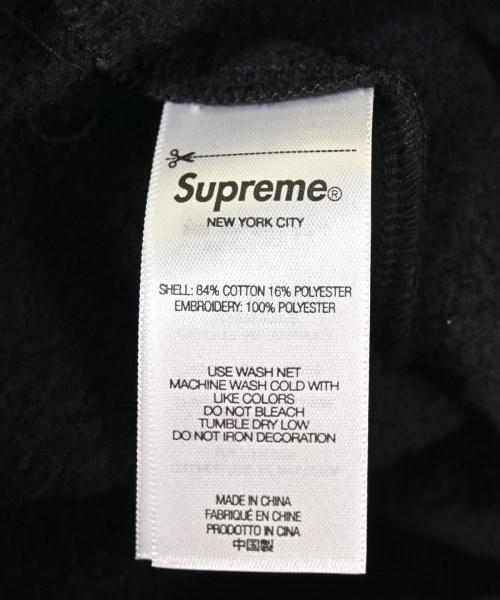 Supreme®
NEW YORK CITY
SHELL: 84% COTTON 16% POLYESTER
EMBROIDERY: 100% POLYESTER
USE WASH NET
MACHINE WASH COLD WITH
LIKE COLORS
DO NOT BLEACH
TUMBLE DRY LOW
DO NOT IRON DECORATION
MADE IN CHINA
FABRIQUÉ EN CHINE
PRODOTTO IN CINA
中国製